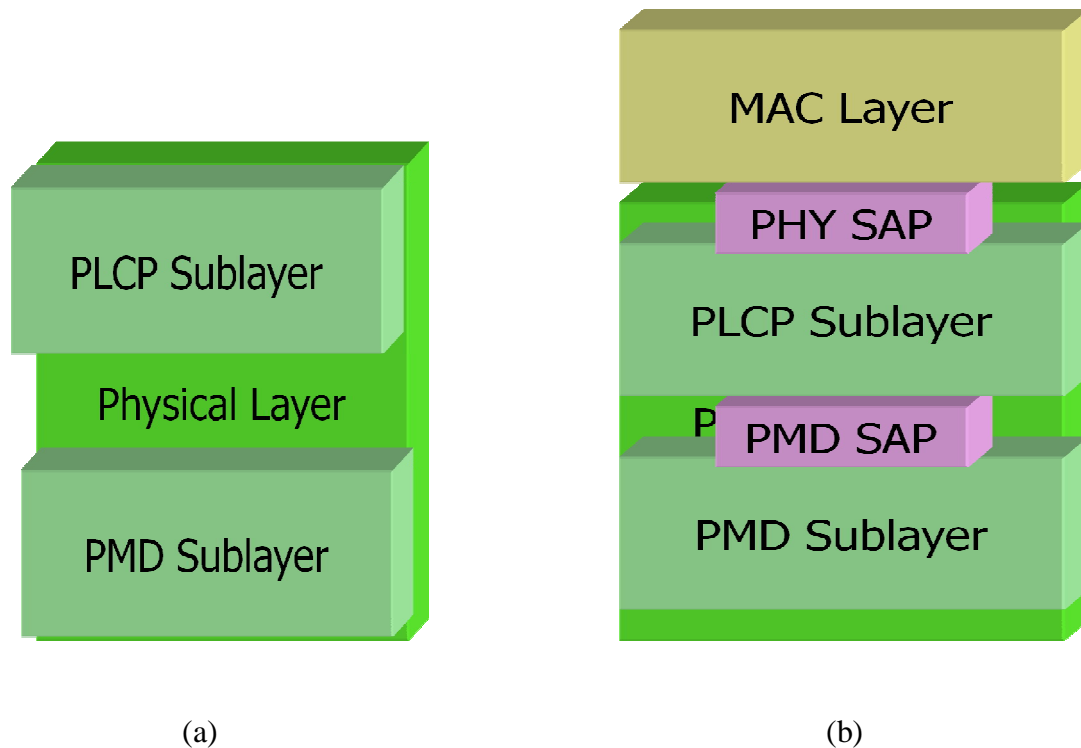 PLCP Sublayer
Physical Layer
PMD Sublayer
(a)
MAC Layer
PHY SAP
PLCP Sublayer
PMD SAP
PMD Sublayer
(b)